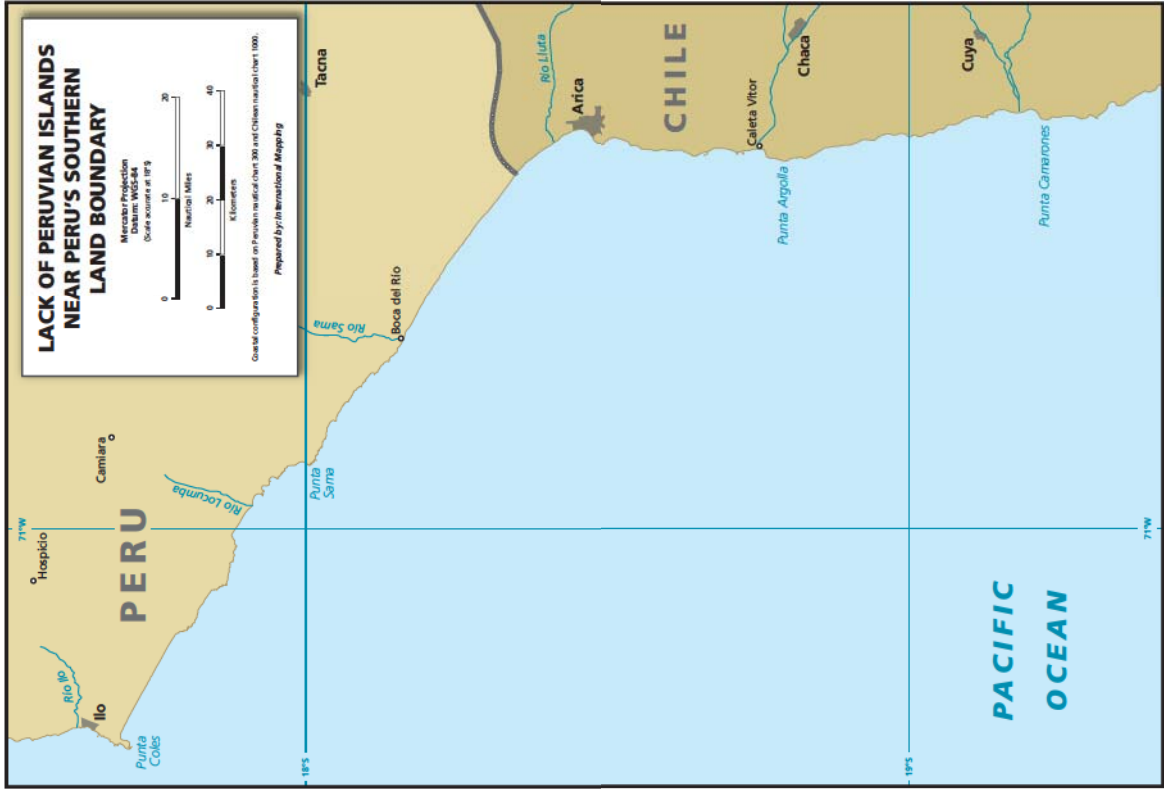 LACK OF PERUVIAN ISLANDS
NEAR PERU'S SOUTHERN
LAND BOUNDARY
Mercator Projection
Datum: WGS-84
(Scale accurate at 18°S)
0 10 20
Nautical Miles
0 10 20 30 40
Kilometers
Coastal configuration is based on Peruvian nautical chart 300 and Chilean nautical chart 1000.
Prepared by: International Mapping
71°W
Hospicio
Camiara
PERU
Río Ilo
Ilo
Punta
Coles
Río Locumba
Punta
Sama
Río Sama
Boca del Río
Tacna
18°S
Río Lluta
Arica
CHILE
Caleta Vítor
Chaca
Punta Argolla
19°S
Cuya
Punta Camarones
PACIFIC
OCEAN
71°W